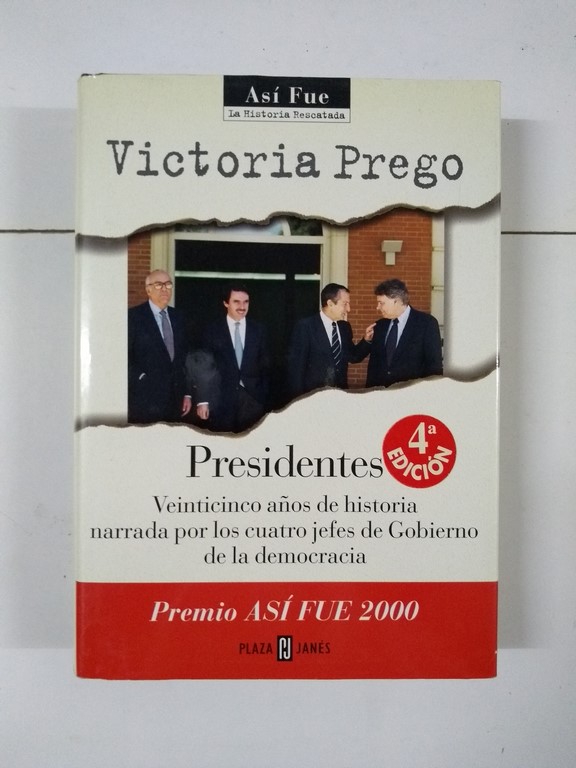 Así Fue
La Historia Rescatada
Victoria Prego
Presidentes
4ª
EDICIÓN
Veinticinco años de historia
narrada por los cuatro jefes de Gobierno
de la democracia
Premio ASÍ FUE 2000
PLAZA JANÉS